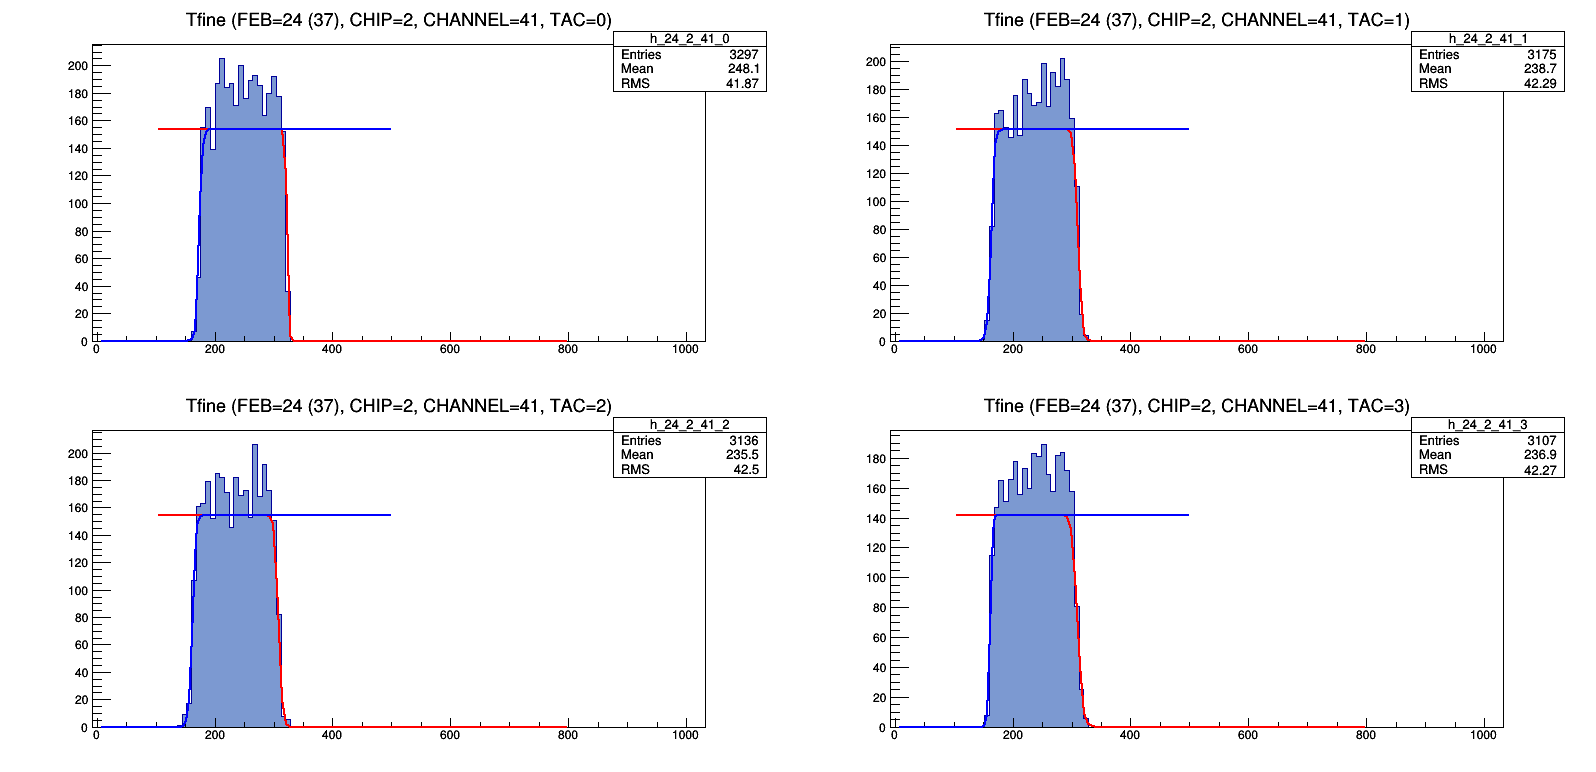 Tfine (FEB=24 (37), CHIP=2, CHANNEL=41, TAC=0)
h_24_2_41_0
Entries 3297
Mean 248.1
RMS 41.87
200
180
160
140
120
100
80
60
40
20
0
0 200 400 600 800 1000
Tfine (FEB=24 (37), CHIP=2, CHANNEL=41, TAC=1)
h_24_2_41_1
Entries 3175
Mean 238.7
RMS 42.29
200
180
160
140
120
100
80
60
40
20
0
0 200 400 600 800 1000
Tfine (FEB=24 (37), CHIP=2, CHANNEL=41, TAC=2)
h_24_2_41_2
Entries 3136
Mean 235.5
RMS 42.5
200
180
160
140
120
100
80
60
40
20
0
0 200 400 600 800 1000
Tfine (FEB=24 (37), CHIP=2, CHANNEL=41, TAC=3)
h_24_2_41_3
Entries 3107
Mean 236.9
RMS 42.27
180
160
140
120
100
80
60
40
20
0
0 200 400 600 800 1000